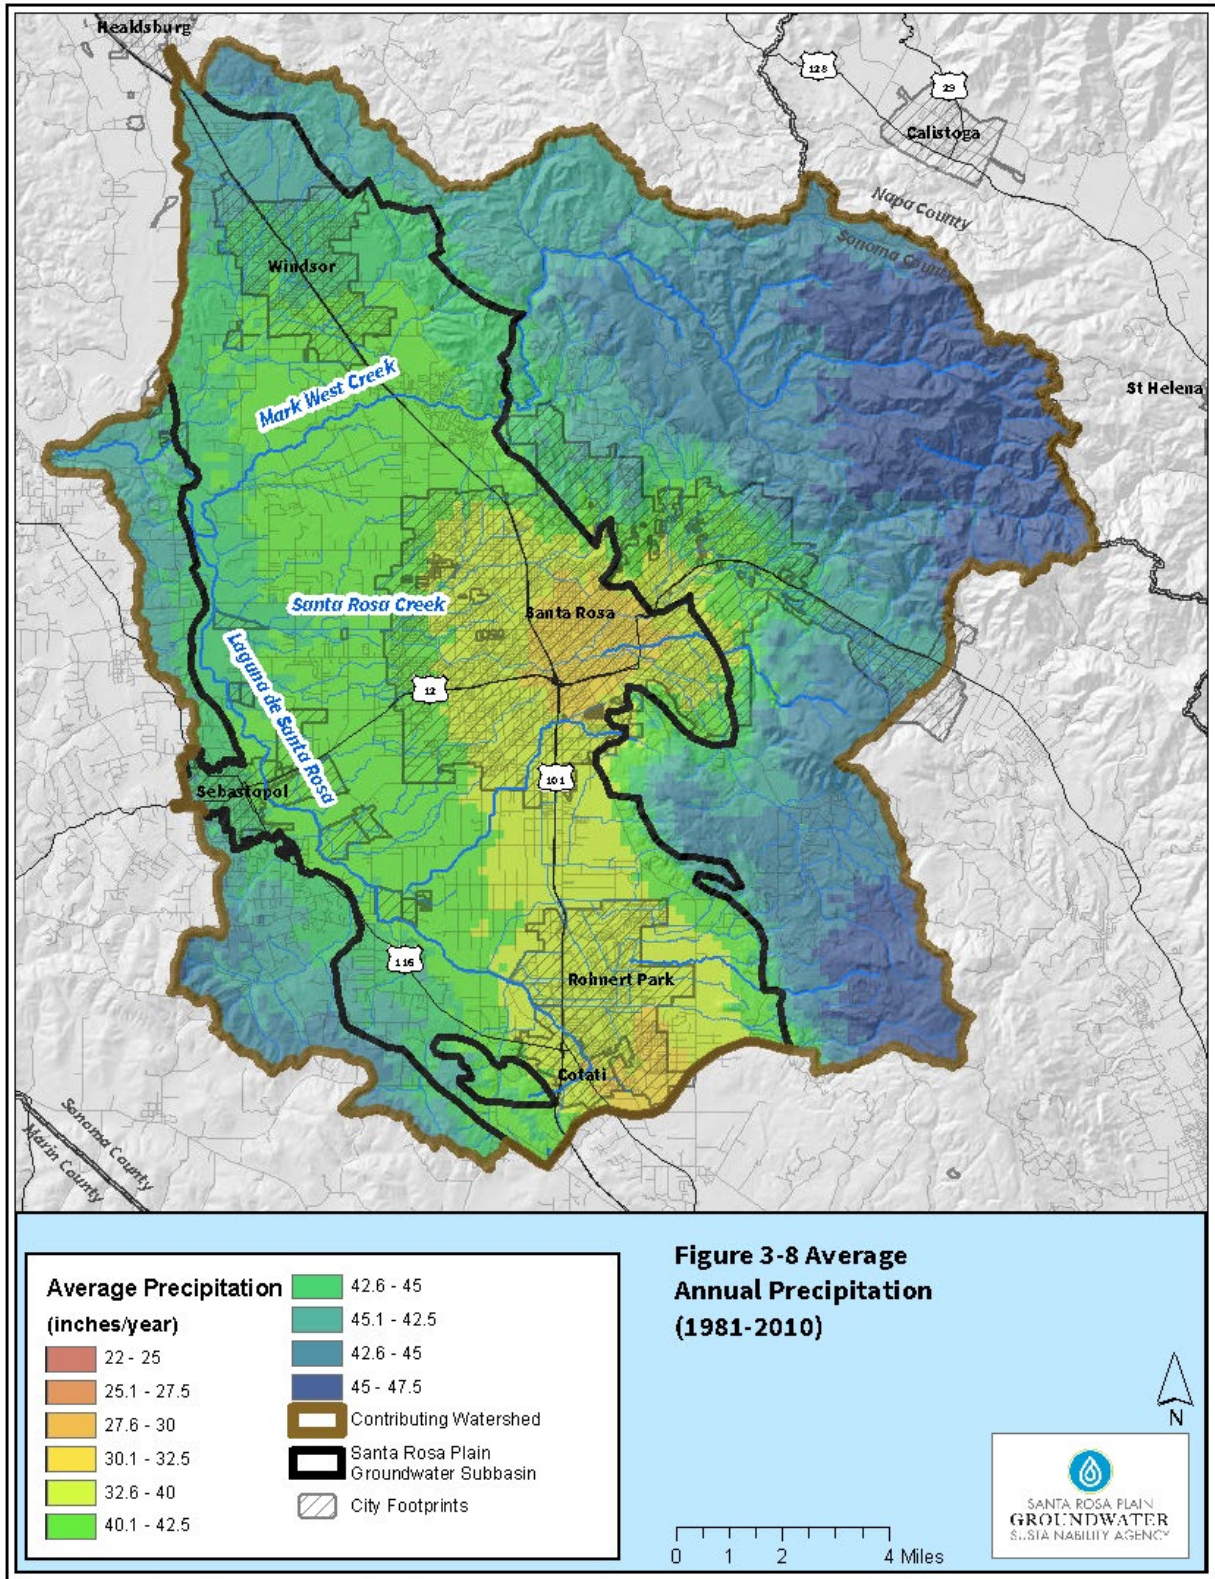 Healdsburg
128
29
Calistoga
Napa County
Sonoma County
Windsor
Mark West Creek
St Helena
Santa Rosa Creek
Santa Rosa
Laguna de Santa Rosa
12
101
Sebastopol
116
Rohnert Park
Cotati
Sonoma County
Marin County
Average Precipitation
(inches/year)
22 - 25
25.1 - 27.5
27.6 - 30
30.1 - 32.5
32.6 - 40
40.1 - 42.5
42.6 - 45
45.1 - 42.5
42.6 - 45
45 - 47.5
Contributing Watershed
Santa Rosa Plain
Groundwater Subbasin
City Footprints
Figure 3-8 Average
Annual Precipitation
(1981-2010)
N
0 1 2 4 Miles
SANTA ROSA PLAIN
GROUNDWATER
SUSTAINABILITY AGENCY